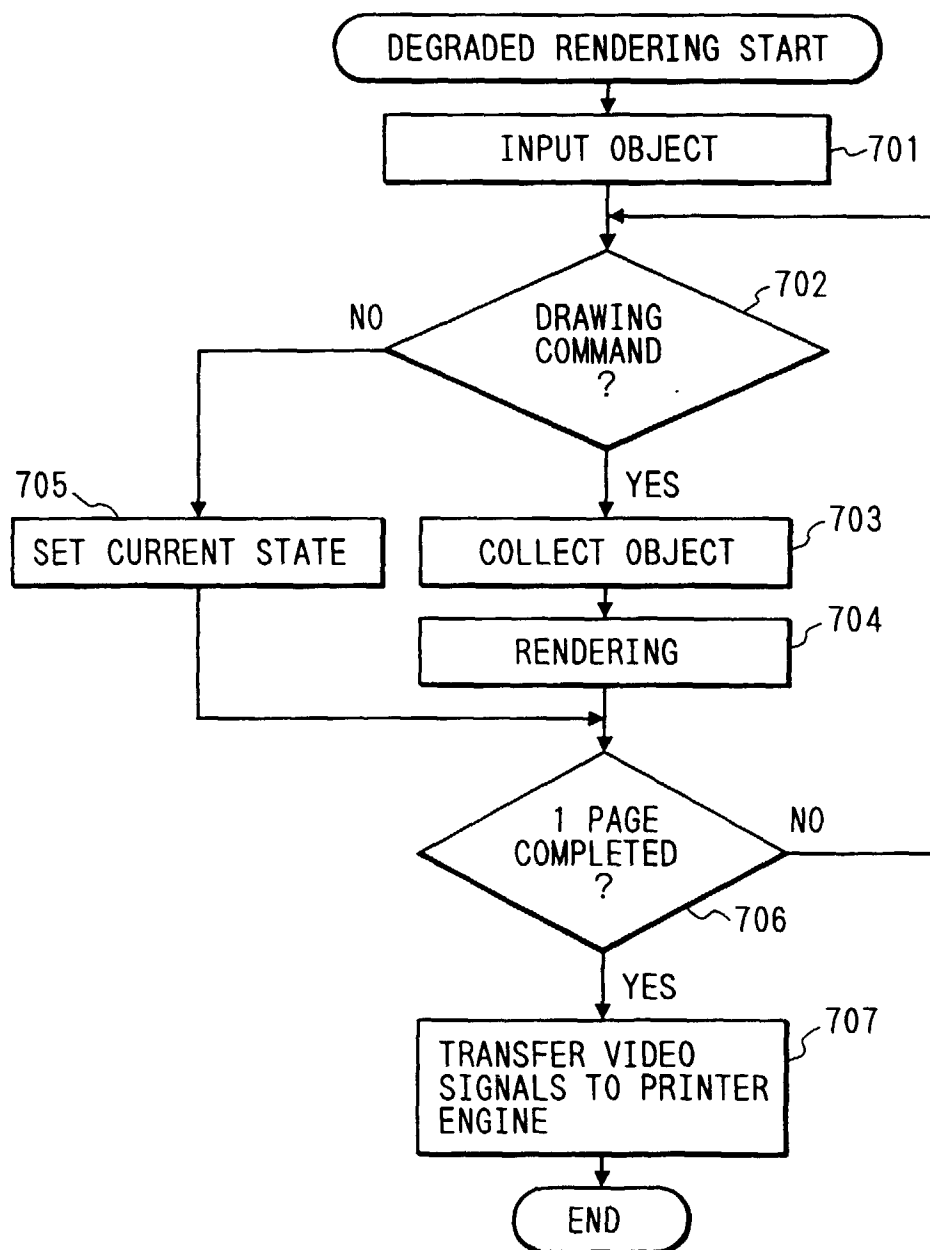 DEGRADED RENDERING START
INPUT OBJECT
701
702
NO
DRAWING
COMMAND
?
YES
705
SET CURRENT STATE
703
COLLECT OBJECT
704
RENDERING
1 PAGE
COMPLETED
?
NO
706
YES
707
TRANSFER VIDEO
SIGNALS TO PRINTER
ENGINE
END